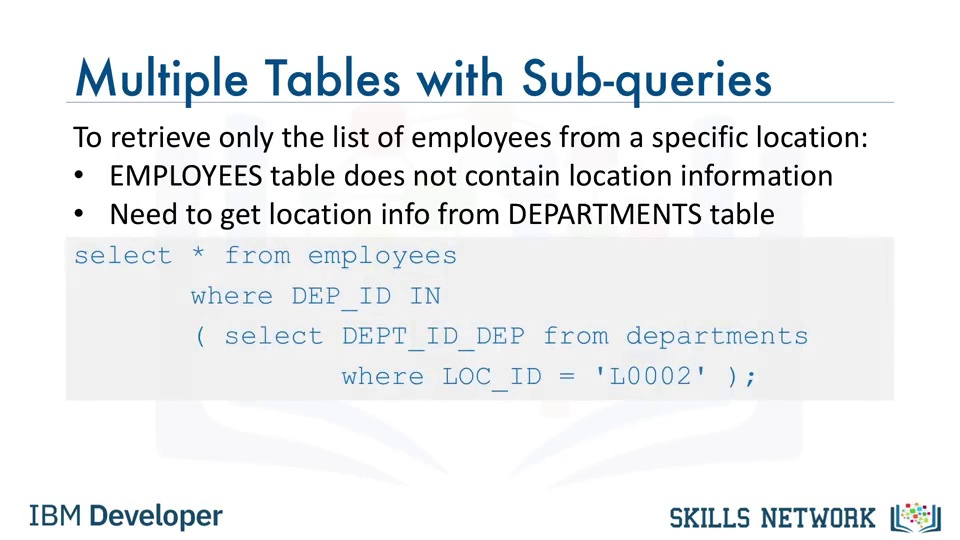 Multiple Tables with Sub-queries
To retrieve only the list of employees from a specific location:
• EMPLOYEES table does not contain location information
• Need to get location info from DEPARTMENTS table
select * from employees
where DEP_ID IN
( select DEPT_ID_DEP from departments
where LOC_ID = 'L0002' );
IBM Developer
SKILLS NETWORK